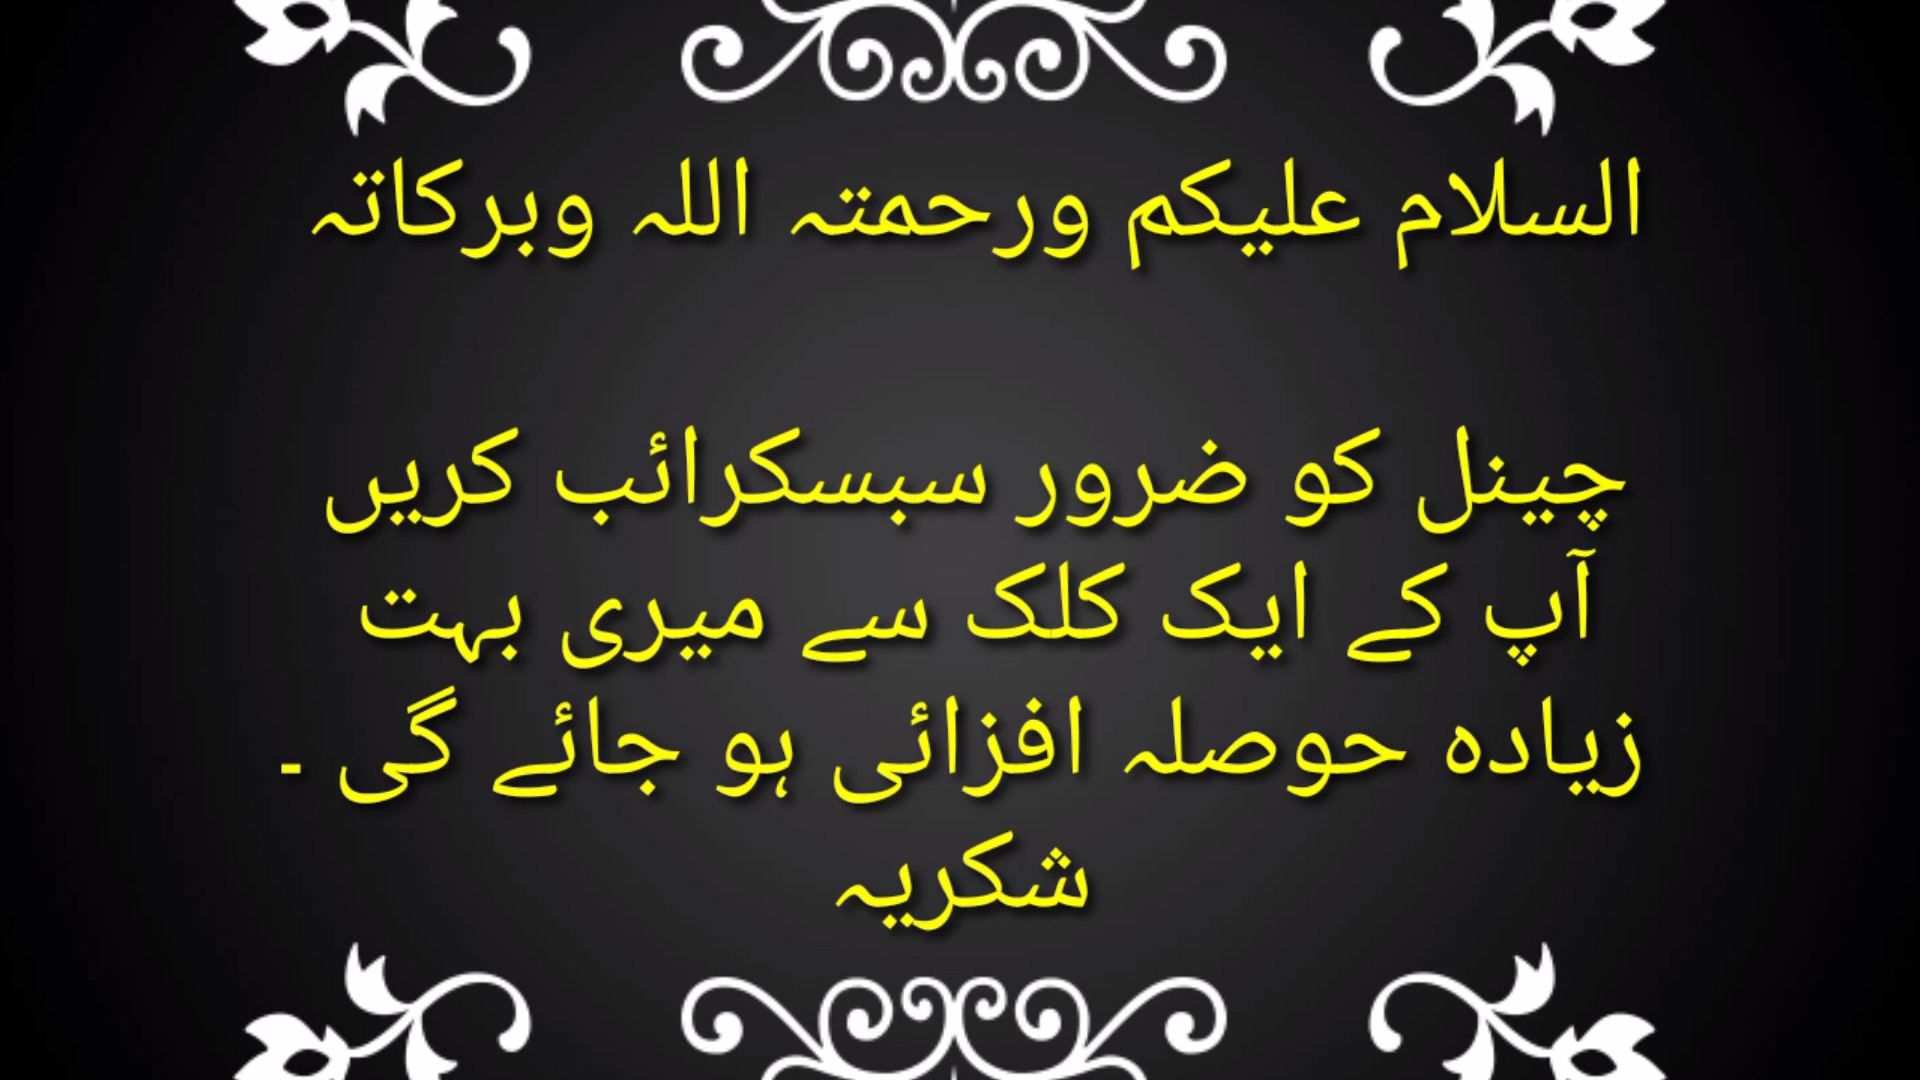 السلام علیکم ورحمتہ اللہ وبرکاتہ
چینل کو ضرور سبسکرائب کریں
آپ کے ایک کلک سے میری بہت
زیادہ حوصلہ افزائی ہو جائے گی ۔
شکریہ